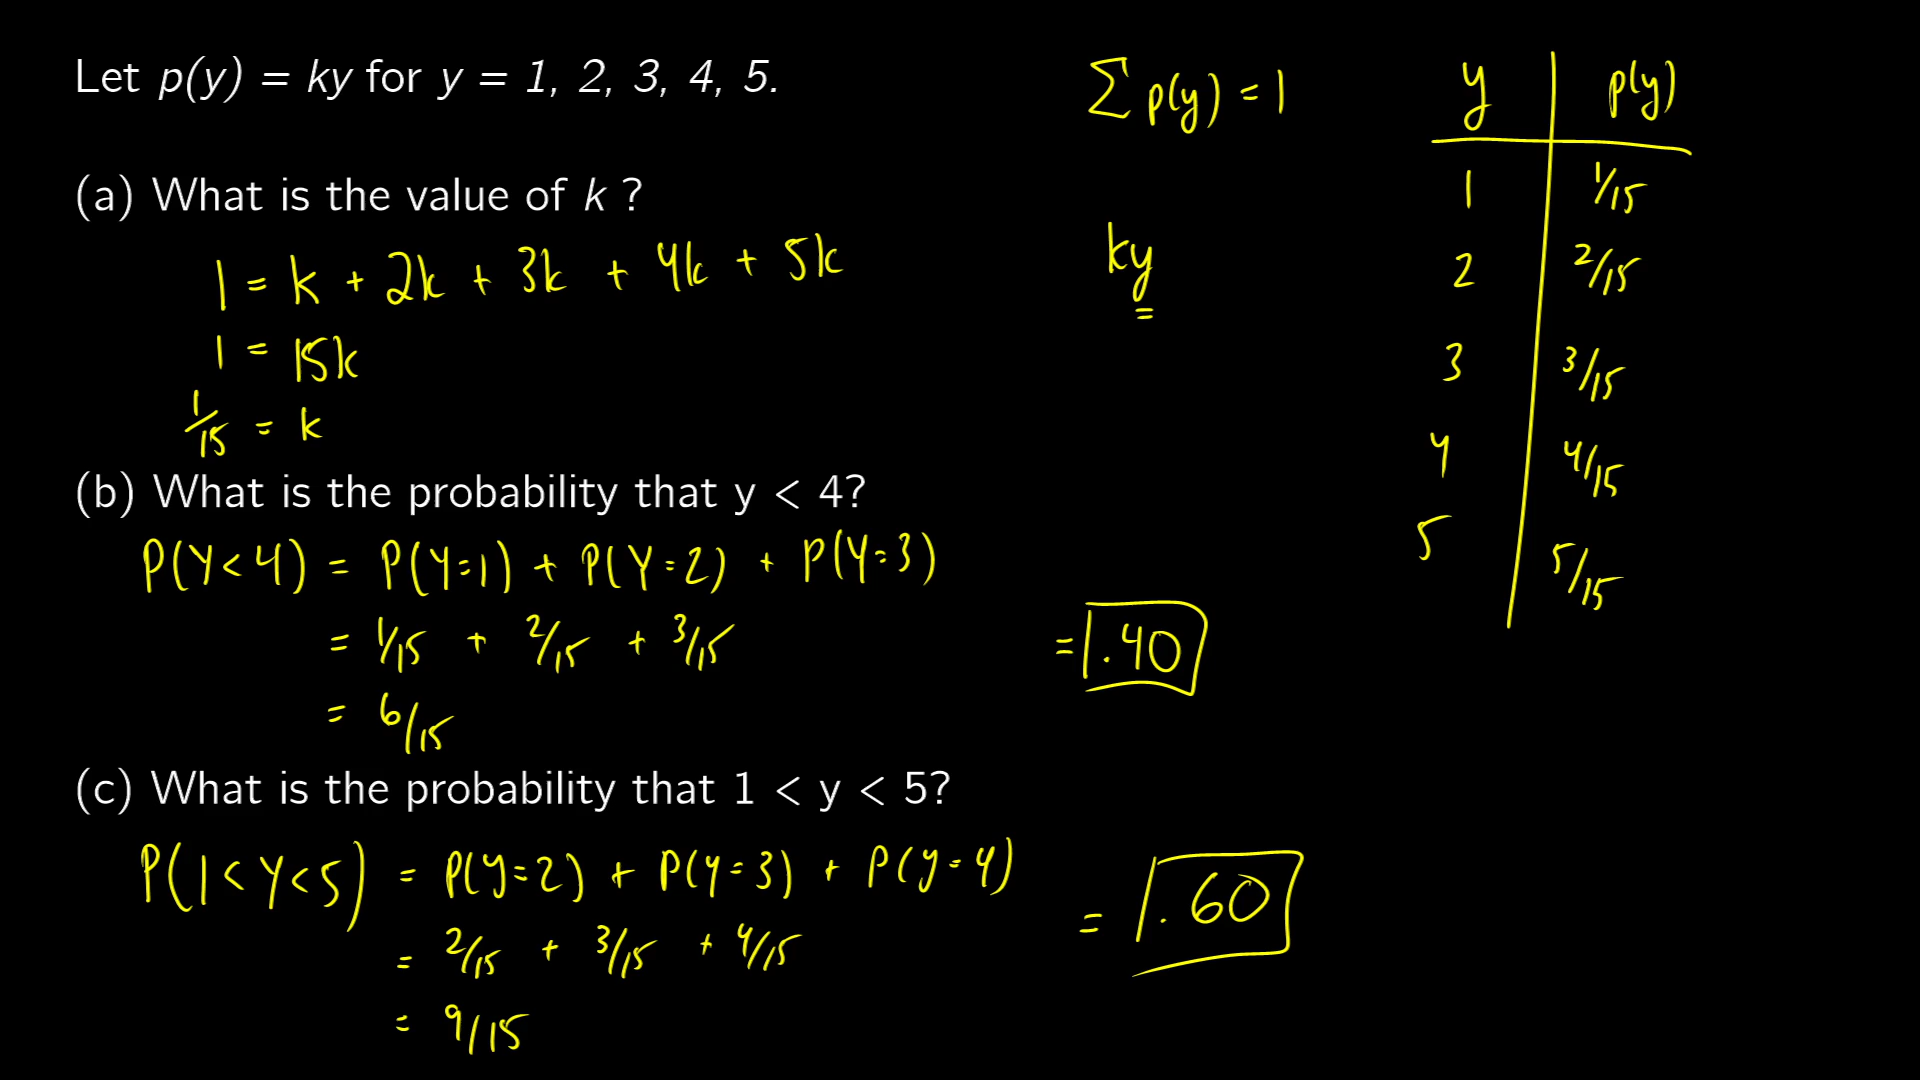 Let p(y) = ky for y = 1, 2, 3, 4, 5.
∑ p(y) = 1
(a) What is the value of k ?
1 = k + 2k + 3k + 4k + 5k
1 = 15k
1/15 = k
ky
=
(b) What is the probability that y < 4?
P(Y<4) = P(Y=1) + P(Y=2) + P(Y=3)
= 1/15 + 2/15 + 3/15
= 6/15
= .40
(c) What is the probability that 1 < y < 5?
P(1<Y<5) = P(y=2) + P(y=3) + P(y=4)
= 2/15 + 3/15 + 4/15
= 9/15
= .60
y p(y)
1 1/15
2 2/15
3 3/15
4 4/15
5 5/15